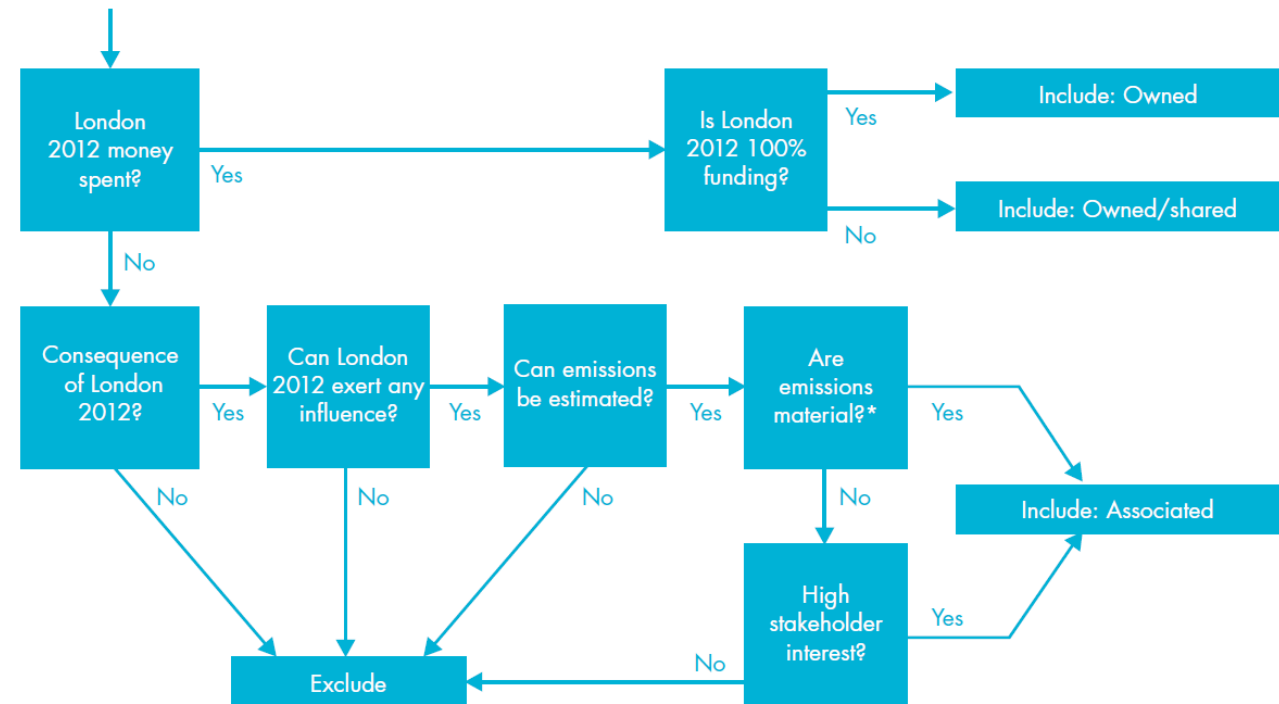 London
2012 money
spent?
Yes
Is London
2012 100%
funding?
Yes
Include: Owned
No
Include: Owned/shared
No
Consequence
of London
2012?
Yes
Can London
2012 exert any
influence?
Yes
Can emissions
be estimated?
Yes
Are
emissions
material?*
Yes
No
No
No
No
Include: Associated
High
stakeholder
interest?
Yes
No
Exclude